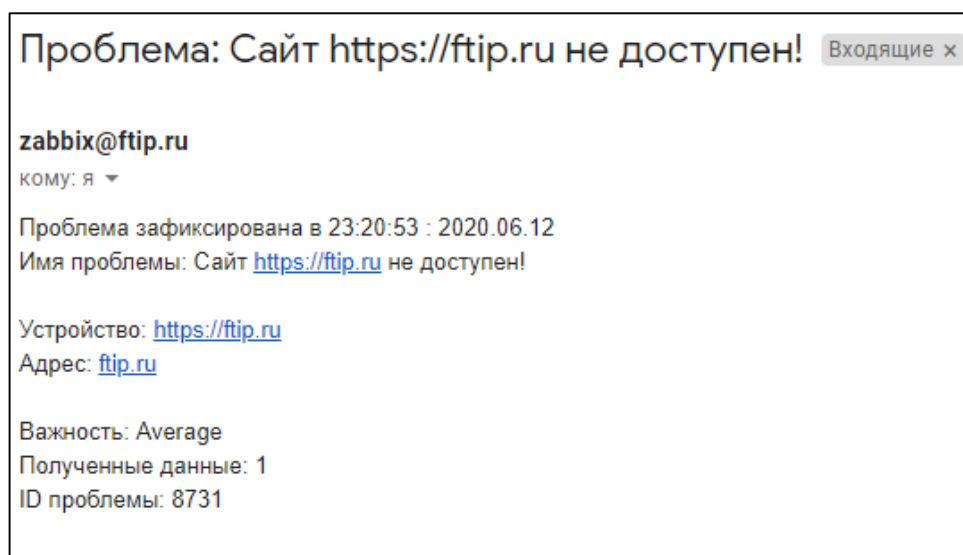 Проблема: Сайт https://ftip.ru не доступен! Входящие ×
zabbix@ftip.ru
кому: я
Проблема зафиксирована в 23:20:53 : 2020.06.12
Имя проблемы: Сайт https://ftip.ru не доступен!
Устройство: https://ftip.ru
Адрес: ftip.ru
Важность: Average
Полученные данные: 1
ID проблемы: 8731